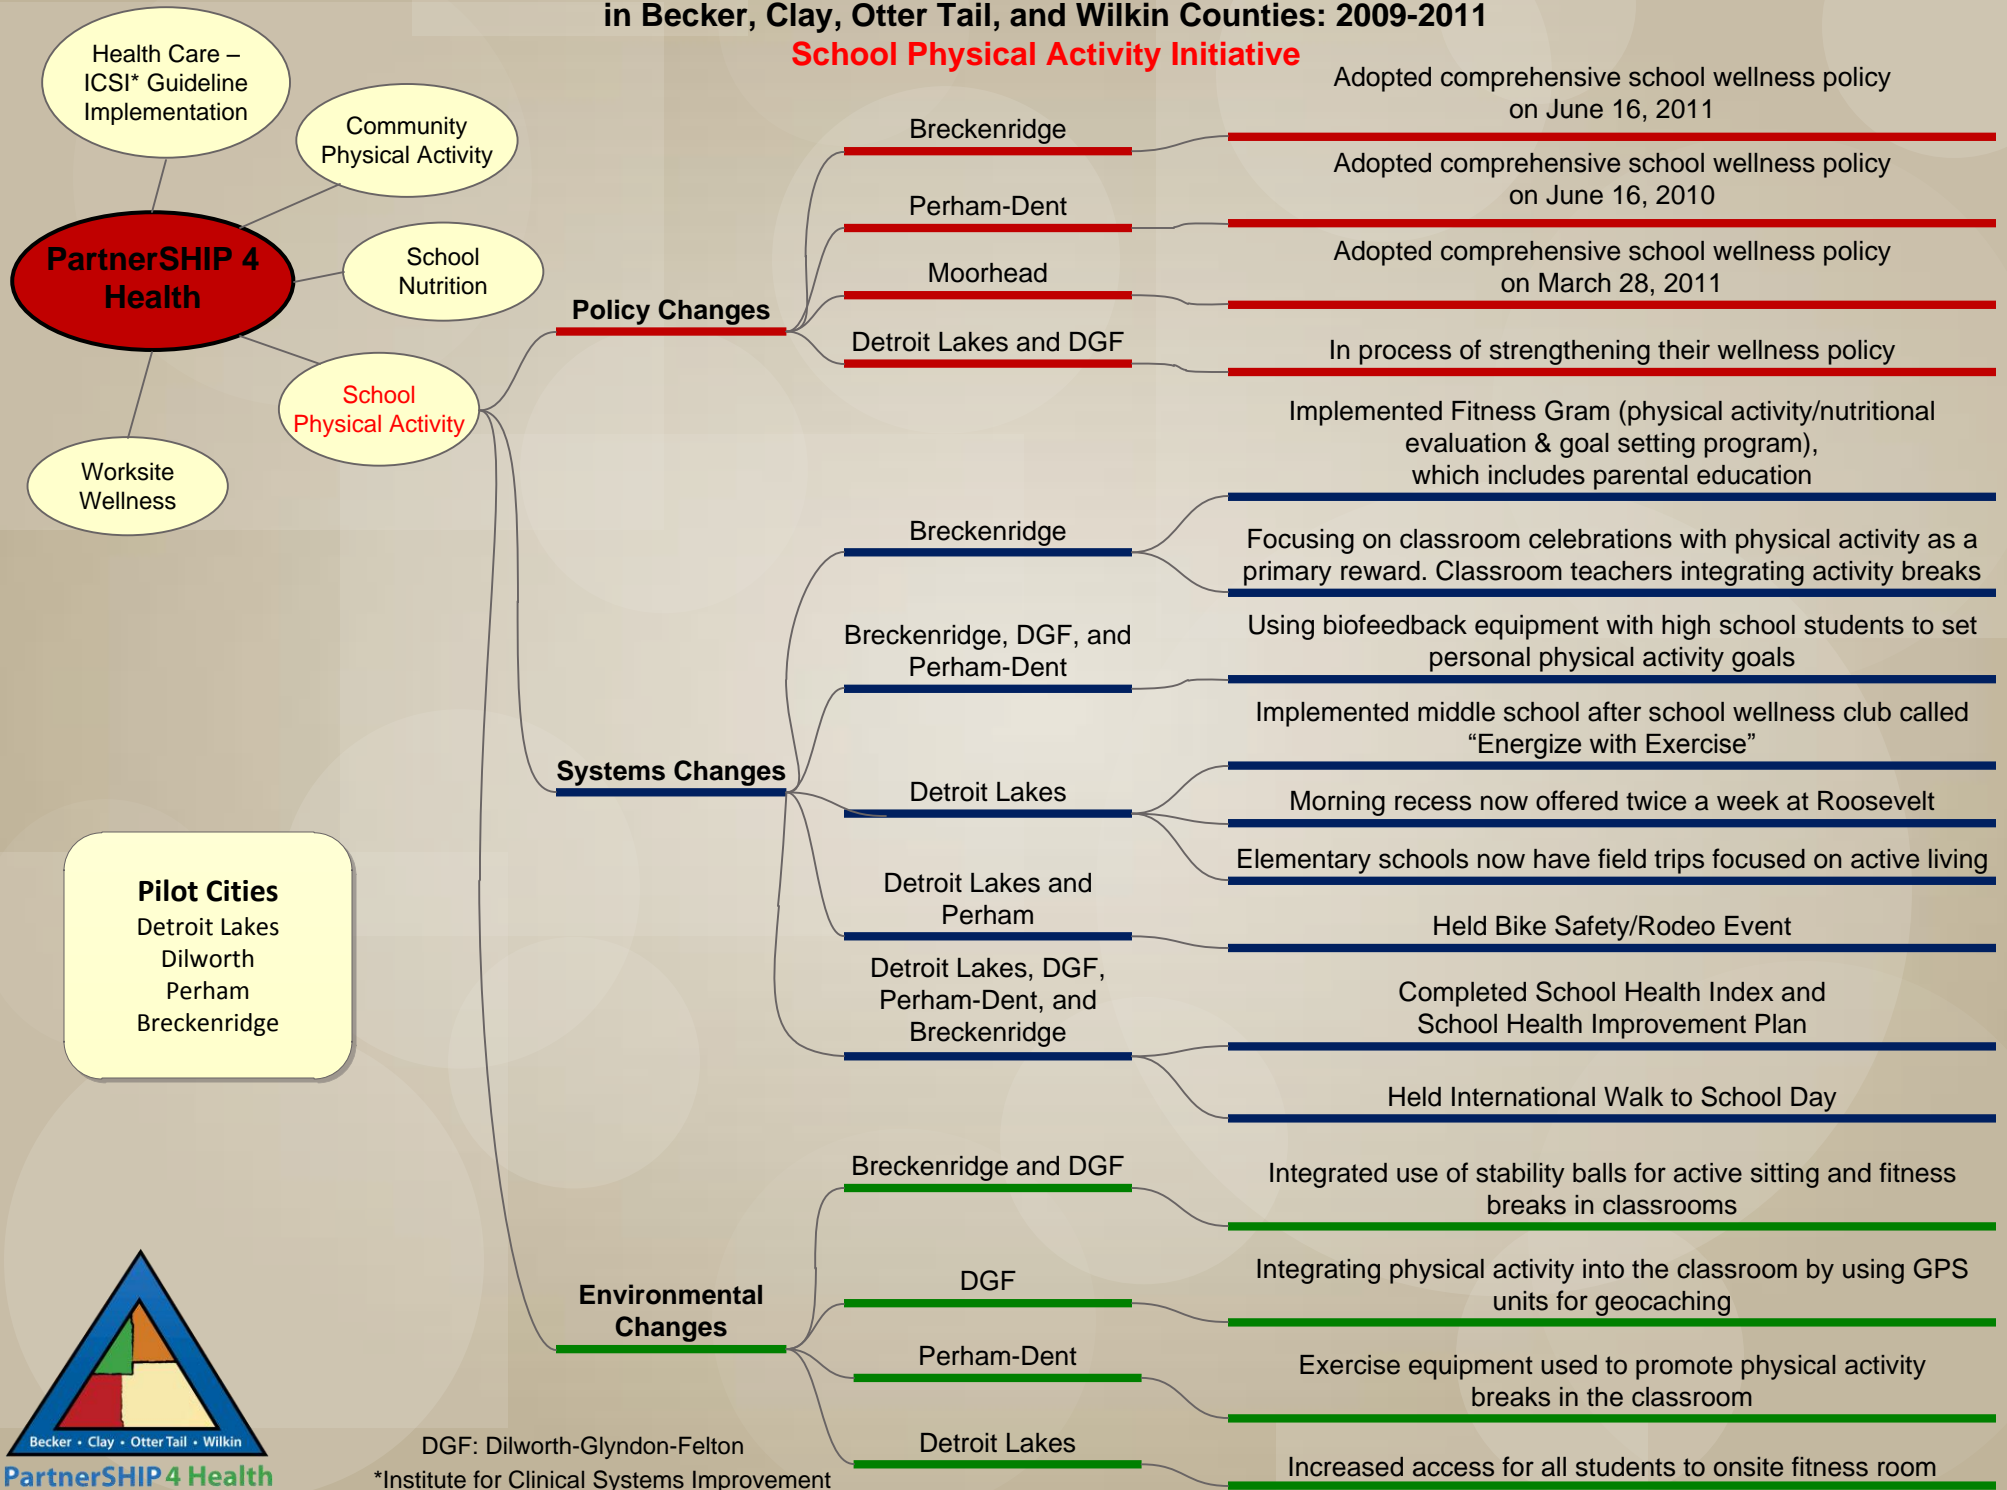 in Becker, Clay, Otter Tail, and Wilkin Counties: 2009-2011
School Physical Activity Initiative
Health Care –
ICSI* Guideline
Implementation
Community
Physical Activity
PartnerSHIP 4
Health
School
Nutrition
School
Physical Activity
Worksite
Wellness
Policy Changes
Breckenridge
Adopted comprehensive school wellness policy
on June 16, 2011
Perham-Dent
Adopted comprehensive school wellness policy
on June 16, 2010
Moorhead
Adopted comprehensive school wellness policy
on March 28, 2011
Detroit Lakes and DGF
In process of strengthening their wellness policy
Systems Changes
Breckenridge
Implemented Fitness Gram (physical activity/nutritional
evaluation & goal setting program),
which includes parental education
Focusing on classroom celebrations with physical activity as a
primary reward. Classroom teachers integrating activity breaks
Breckenridge, DGF, and
Perham-Dent
Using biofeedback equipment with high school students to set
personal physical activity goals
Detroit Lakes
Implemented middle school after school wellness club called
“Energize with Exercise”
Morning recess now offered twice a week at Roosevelt
Elementary schools now have field trips focused on active living
Detroit Lakes and
Perham
Held Bike Safety/Rodeo Event
Detroit Lakes, DGF,
Perham-Dent, and
Breckenridge
Completed School Health Index and
School Health Improvement Plan
Held International Walk to School Day
Environmental
Changes
Breckenridge and DGF
Integrated use of stability balls for active sitting and fitness
breaks in classrooms
DGF
Integrating physical activity into the classroom by using GPS
units for geocaching
Perham-Dent
Exercise equipment used to promote physical activity
breaks in the classroom
Detroit Lakes
Increased access for all students to onsite fitness room
Pilot Cities
Detroit Lakes
Dilworth
Perham
Breckenridge
Becker • Clay • Otter Tail • Wilkin
PartnerSHIP 4 Health
DGF: Dilworth-Glyndon-Felton
*Institute for Clinical Systems Improvement